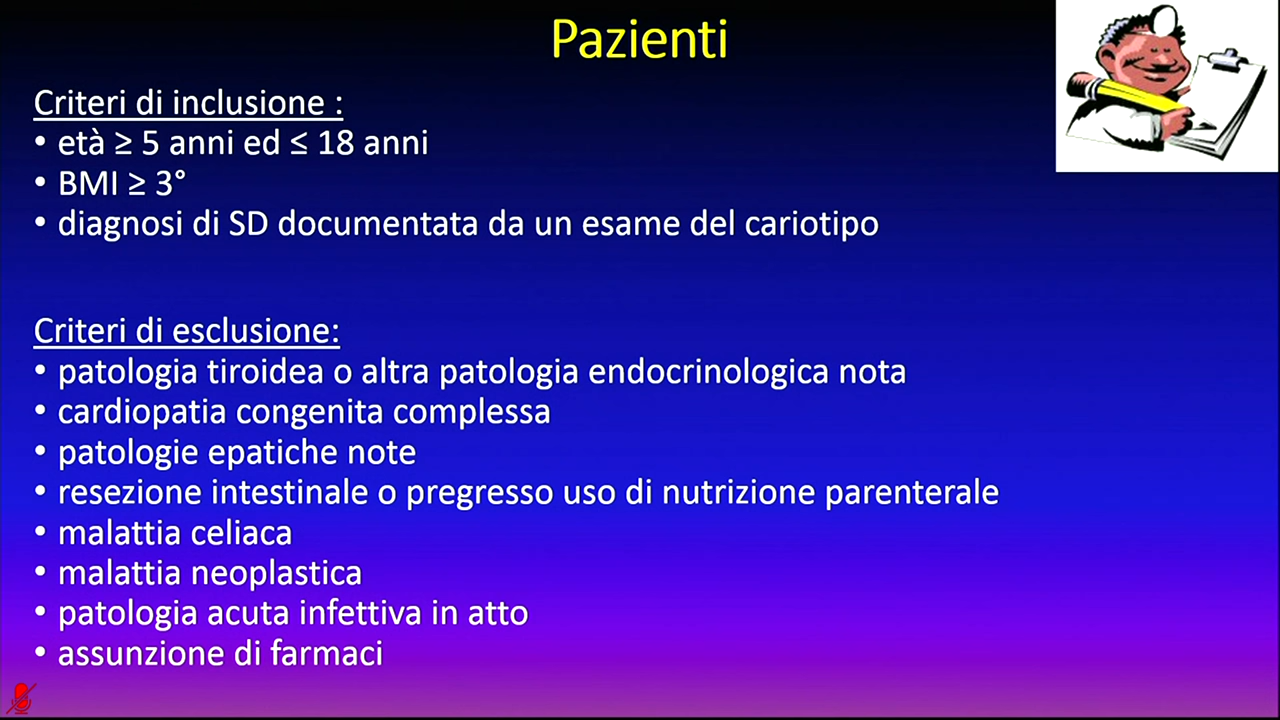 Pazienti
Criteri di inclusione :
• età ≥ 5 anni ed ≤ 18 anni
• BMI ≥ 3°
• diagnosi di SD documentata da un esame del cariotipo
Criteri di esclusione:
• patologia tiroidea o altra patologia endocrinologica nota
• cardiopatia congenita complessa
• patologie epatiche note
• resezione intestinale o pregresso uso di nutrizione parenterale
• malattia celiaca
• malattia neoplastica
• patologia acuta infettiva in atto
• assunzione di farmaci